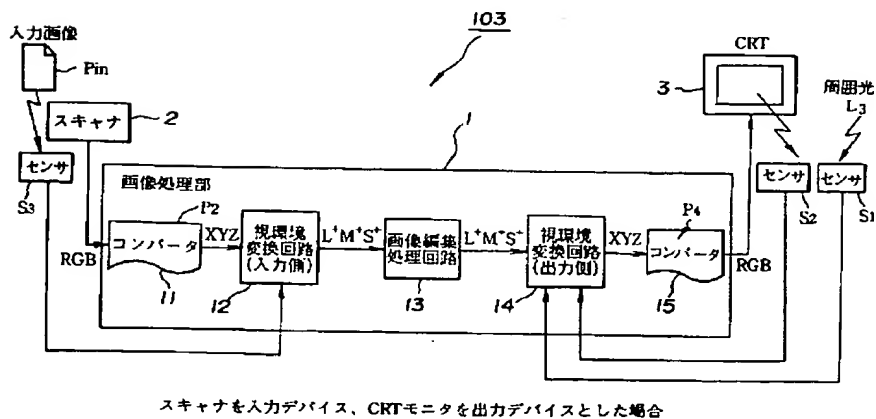 103
入力画像
Pin
スキャナ
2
センサ
S3
1
CRT
3
周囲光
L3
センサ
S2
センサ
S1
画像処理部
RGB
P2
コンバータ
11
XYZ
視環境
変換回路
(入力側)
12
L+M+S+
画像編集
処理回路
13
L+M+S+
視環境
変換回路
(出力側)
14
XYZ
P4
コンバータ
15
RGB
スキャナを入力デバイス、CRTモニタを出力デバイスとした場合